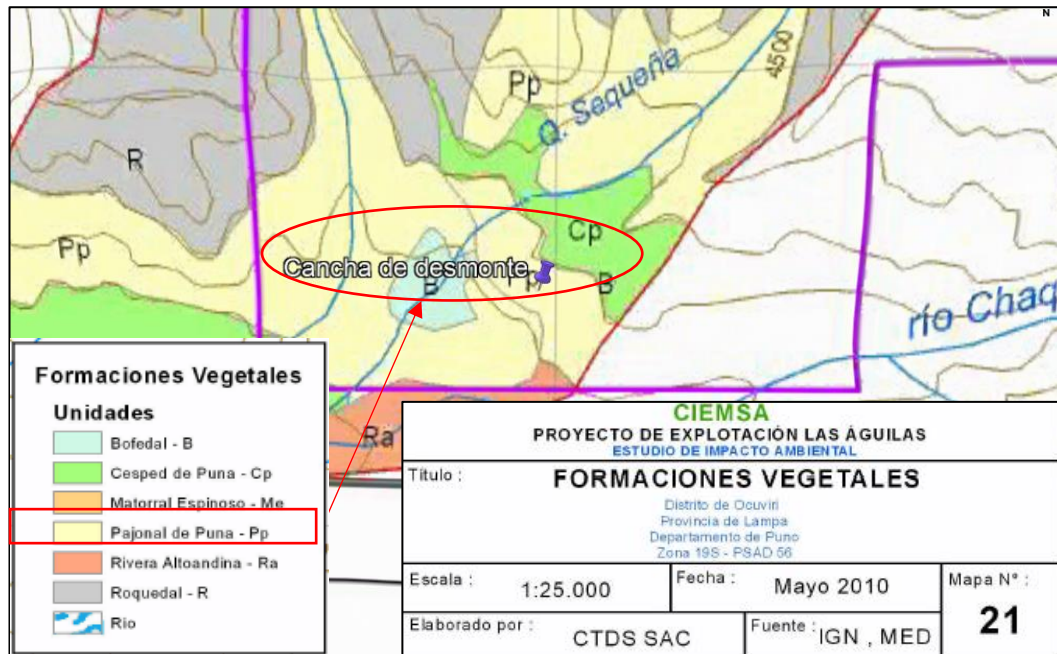 N
Pp
Q. Sequeña
4500
R
Pp
Cp
Cancha de desmonte
Pp
B
B
río Chaq
Ra
Formaciones Vegetales
Unidades
Bofedal - B
Cesped de Puna - Cp
Matorral Espinoso - Me
Pajonal de Puna - Pp
Rivera Altoandina - Ra
Roquedal - R
Rio
CIEMSA
PROYECTO DE EXPLOTACIÓN LAS ÁGUILAS
ESTUDIO DE IMPACTO AMBIENTAL
Título :
FORMACIONES VEGETALES
Distrito de Ocuviri
Provincia de Lampa
Departamento de Puno
Zona 19S - PSAD 56
Escala : 1:25.000
Fecha : Mayo 2010
Mapa N° :
21
Elaborado por : CTDS SAC
Fuente : IGN , MED